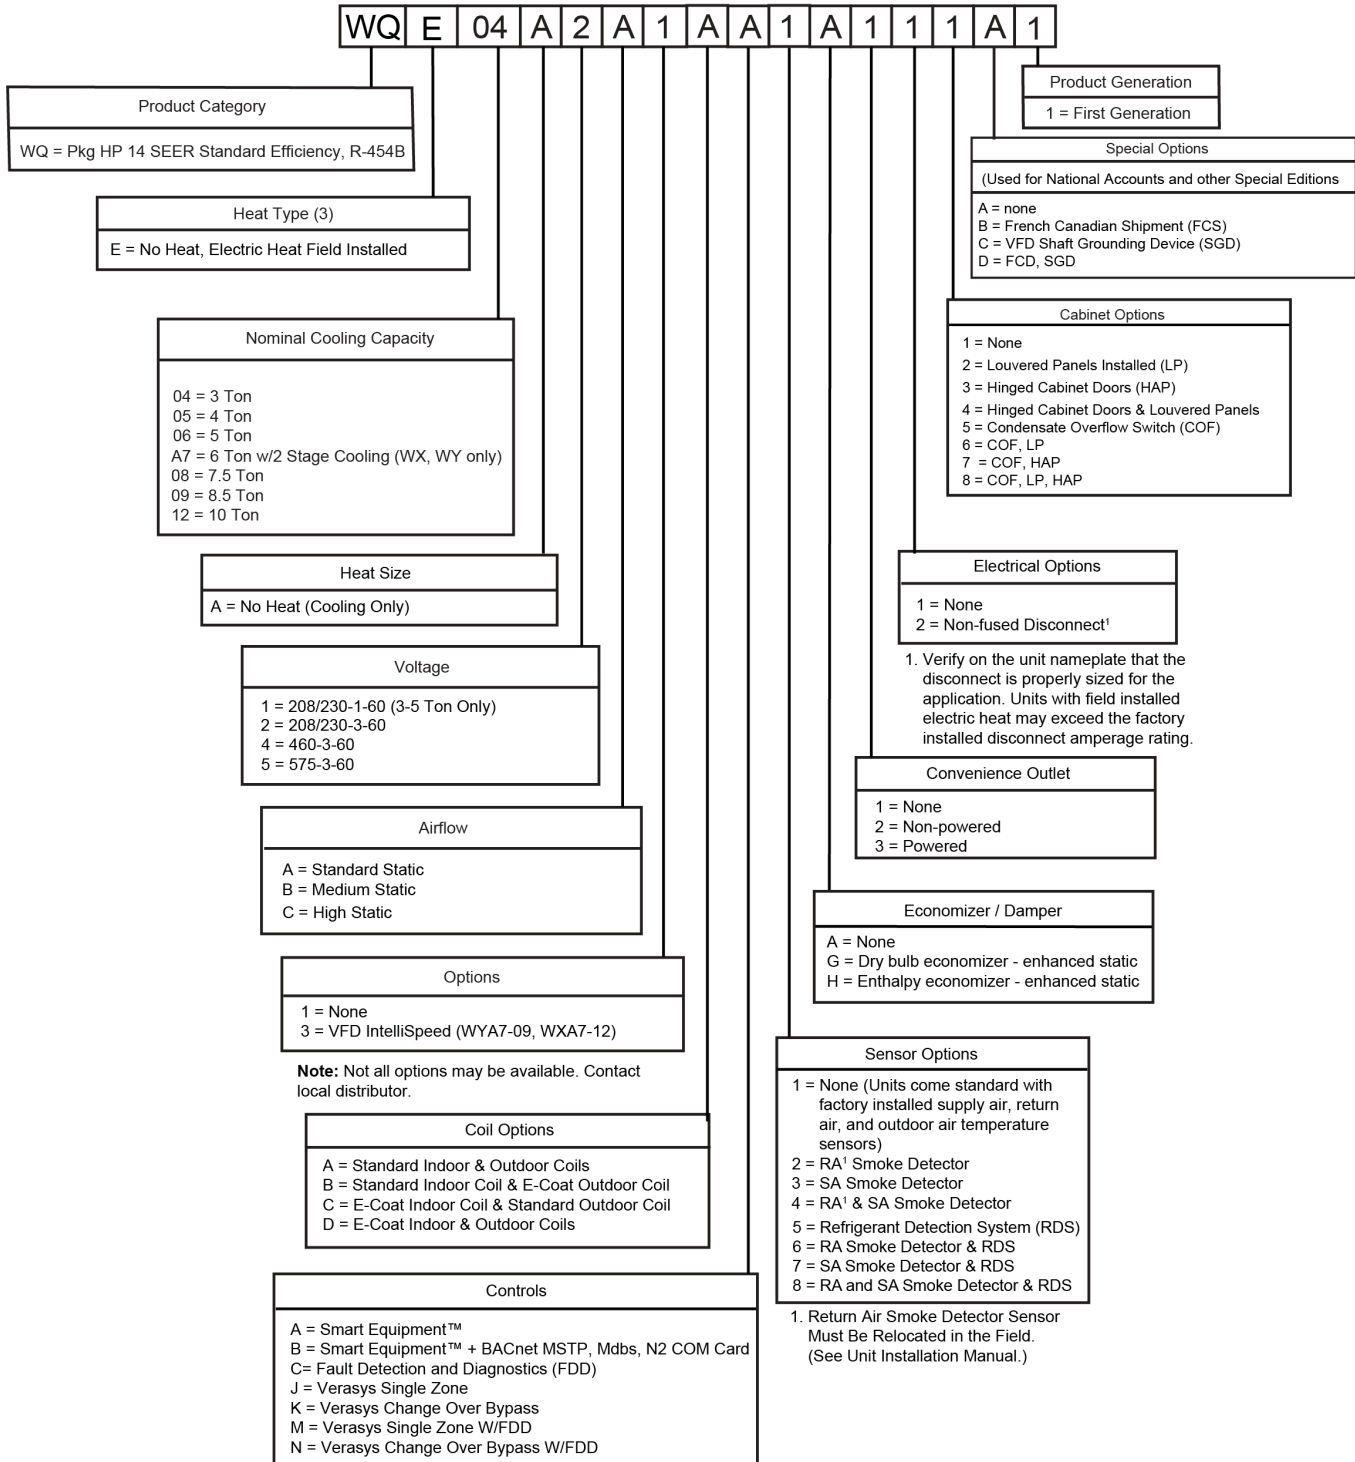 WQ E 04 A 2 A 1 A A 1 A 1 1 1 A 1
Product Category
WQ = Pkg HP 14 SEER Standard Efficiency, R-454B
Heat Type (3)
E = No Heat, Electric Heat Field Installed
Nominal Cooling Capacity
04 = 3 Ton
05 = 4 Ton
06 = 5 Ton
A7 = 6 Ton w/2 Stage Cooling (WX, WY only)
08 = 7.5 Ton
09 = 8.5 Ton
12 = 10 Ton
Heat Size
A = No Heat (Cooling Only)
Voltage
1 = 208/230-1-60 (3-5 Ton Only)
2 = 208/230-3-60
4 = 460-3-60
5 = 575-3-60
Airflow
A = Standard Static
B = Medium Static
C = High Static
Options
1 = None
3 = VFD IntelliSpeed (WYA7-09, WXA7-12)
Note: Not all options may be available. Contact
local distributor.
Coil Options
A = Standard Indoor & Outdoor Coils
B = Standard Indoor Coil & E-Coat Outdoor Coil
C = E-Coat Indoor Coil & Standard Outdoor Coil
D = E-Coat Indoor & Outdoor Coils
Controls
A = Smart Equipment™
B = Smart Equipment™ + BACnet MSTP, Mdbs, N2 COM Card
C= Fault Detection and Diagnostics (FDD)
J = Verasys Single Zone
K = Verasys Change Over Bypass
M = Verasys Single Zone W/FDD
N = Verasys Change Over Bypass W/FDD
Product Generation
1 = First Generation
Special Options
(Used for National Accounts and other Special Editions
A = none
B = French Canadian Shipment (FCS)
C = VFD Shaft Grounding Device (SGD)
D = FCD, SGD
Cabinet Options
1 = None
2 = Louvered Panels Installed (LP)
3 = Hinged Cabinet Doors (HAP)
4 = Hinged Cabinet Doors & Louvered Panels
5 = Condensate Overflow Switch (COF)
6 = COF, LP
7 = COF, HAP
8 = COF, LP, HAP
Electrical Options
1 = None
2 = Non-fused Disconnect¹
1. Verify on the unit nameplate that the
disconnect is properly sized for the
application. Units with field installed
electric heat may exceed the factory
installed disconnect amperage rating.
Convenience Outlet
1 = None
2 = Non-powered
3 = Powered
Economizer / Damper
A = None
G = Dry bulb economizer - enhanced static
H = Enthalpy economizer - enhanced static
Sensor Options
1 = None (Units come standard with
factory installed supply air, return
air, and outdoor air temperature
sensors)
2 = RA¹ Smoke Detector
3 = SA Smoke Detector
4 = RA¹ & SA Smoke Detector
5 = Refrigerant Detection System (RDS)
6 = RA Smoke Detector & RDS
7 = SA Smoke Detector & RDS
8 = RA and SA Smoke Detector & RDS
1. Return Air Smoke Detector Sensor
Must Be Relocated in the Field.
(See Unit Installation Manual.)